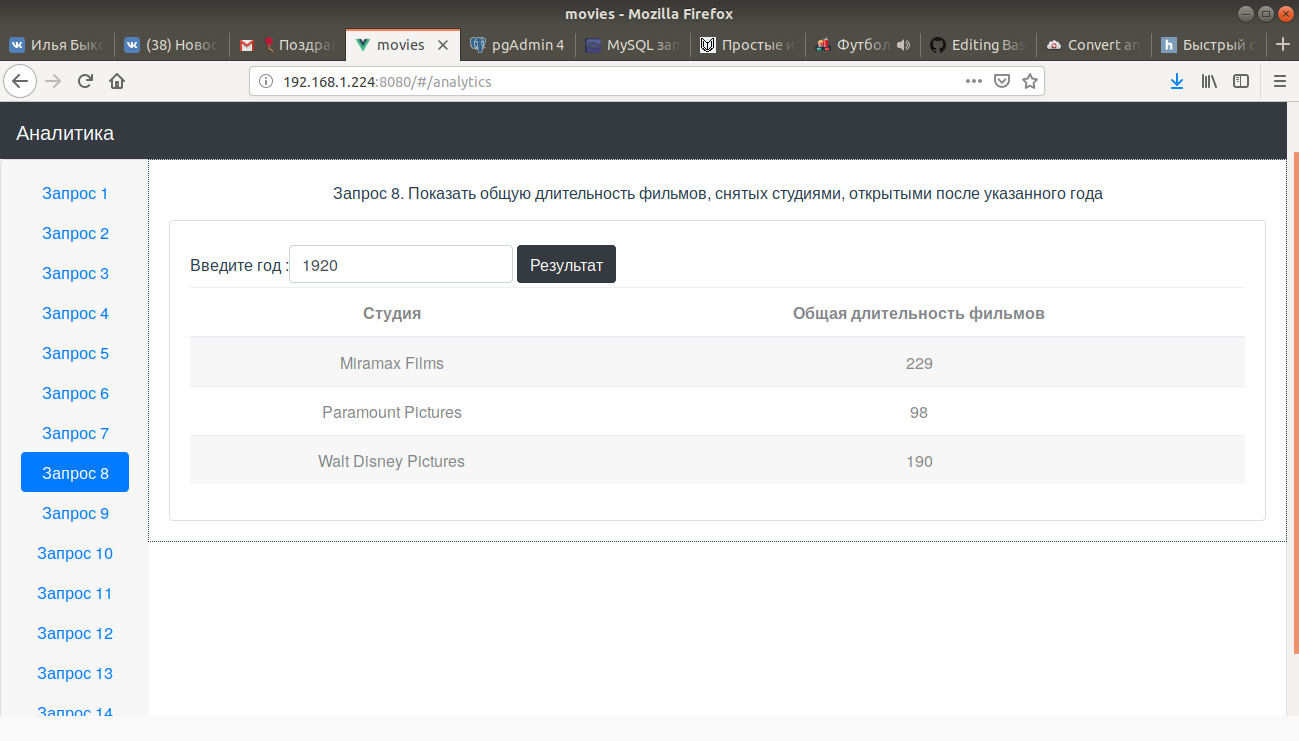 movies - Mozilla Firefox
Илья Быко
(38) Новос
Поздра
movies
pgAdmin 4
MySQL зап
Простые и
Футбол
Editing Bas
Convert an
Быстрый с
192.168.1.224:8080/#/analytics
Аналитика
Запрос 1
Запрос 2
Запрос 3
Запрос 4
Запрос 5
Запрос 6
Запрос 7
Запрос 8
Запрос 9
Запрос 10
Запрос 11
Запрос 12
Запрос 13
Запрос 14
Запрос 8. Показать общую длительность фильмов, снятых студиями, открытыми после указанного года
Введите год : 1920 Результат
Студия Общая длительность фильмов
Miramax Films 229
Paramount Pictures 98
Walt Disney Pictures 190